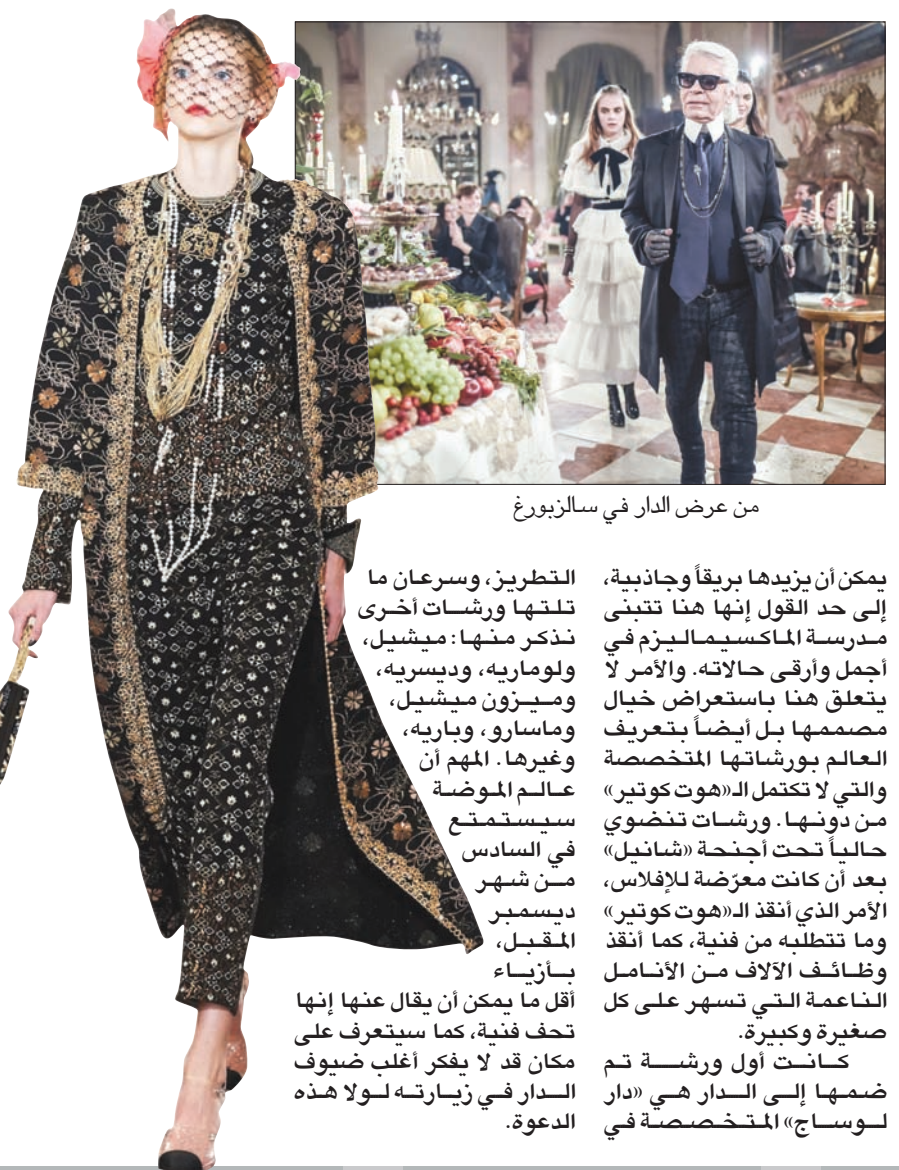 من عرض الدار في سالزبورغ
يمكن أن يزيدها بريقاً وجاذبية،
إلى حد القول إنها هنا تتبنى
مدرسة الماكسيماليزم في
أجمل وأرقى حالاته. والأمر لا
يتعلق هنا باستعراض خيال
مصممها بل أيضاً بتعريف
العالم بورشاتها المتخصصة
والتي لا تكتمل الـ«هوت كوتير»
من دونها. ورشات تنضوي
حالياً تحت أجنحة «شانيل»
بعد أن كانت معرّضة للإفلاس،
الأمر الذي أنقذ الـ«هوت كوتير»
وما تتطلبه من فنية، كما أنقذ
وظائف الآلاف من الأنامل
الناعمة التي تسهر على كل
صغيرة وكبيرة.
كانت أول ورشة تم
ضمها إلى الدار هي «دار
لوساج» المتخصصة في
التطريز، وسرعان ما
تلتها ورشات أخرى
نذكر منها: ميشيل،
ولوماريه، وديسريه،
وميزون ميشيل،
وماسارو، وباريه،
وغيرها. المهم أن
عالم الموضة
سيستمتع
في السادس
من شهر
ديسمبر
المقبل،
بأزياء
أقل ما يمكن أن يقال عنها إنها
تحف فنية، كما سيتعرف على
مكان قد لا يفكر أغلب ضيوف
الدار في زيارته لولا هذه
الدعوة.